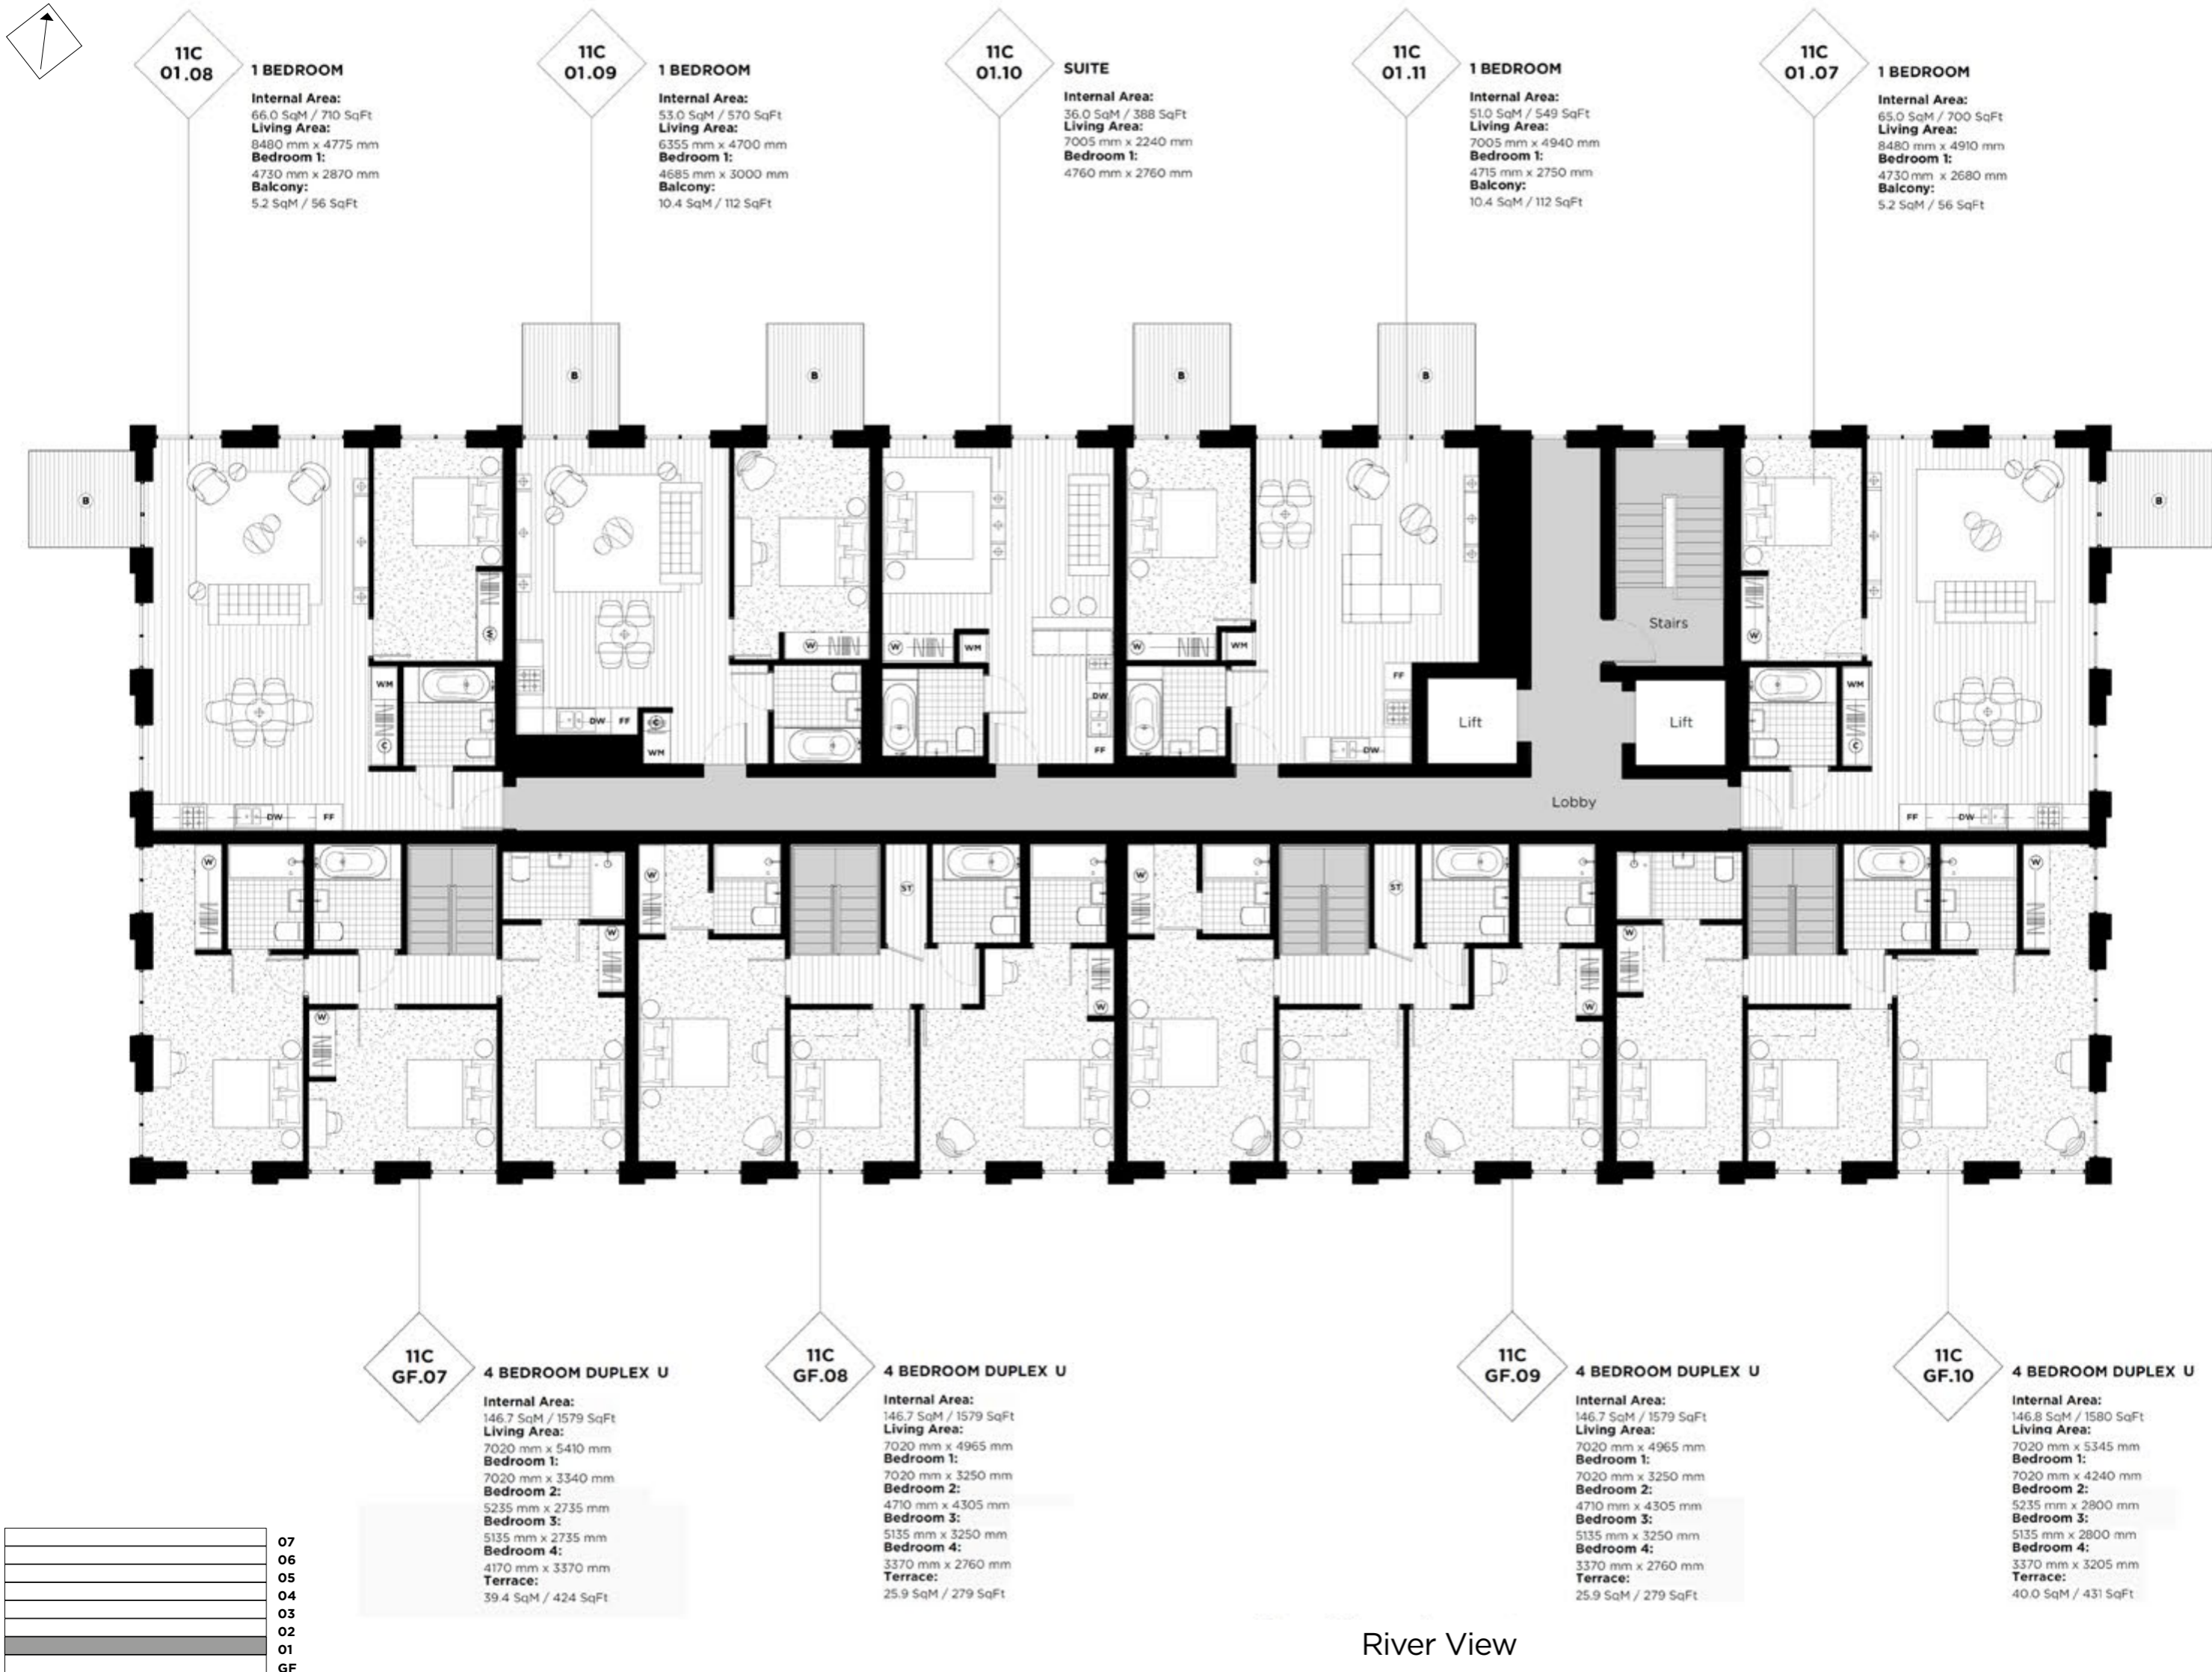 11C
01.08
1 BEDROOM
Internal Area:
66.0 SqM / 710 SqFt
Living Area:
8480 mm x 4775 mm
Bedroom 1:
4730 mm x 2870 mm
Balcony:
5.2 SqM / 56 SqFt
11C
01.09
1 BEDROOM
Internal Area:
53.0 SqM / 570 SqFt
Living Area:
6355 mm x 4700 mm
Bedroom 1:
4685 mm x 3000 mm
Balcony:
10.4 SqM / 112 SqFt
11C
01.10
SUITE
Internal Area:
36.0 SqM / 388 SqFt
Living Area:
7005 mm x 2240 mm
Bedroom 1:
4760 mm x 2760 mm
11C
01.11
1 BEDROOM
Internal Area:
51.0 SqM / 549 SqFt
Living Area:
7005 mm x 4940 mm
Bedroom 1:
4715 mm x 2750 mm
Balcony:
10.4 SqM / 112 SqFt
11C
01.07
1 BEDROOM
Internal Area:
65.0 SqM / 700 SqFt
Living Area:
8480 mm x 4910 mm
Bedroom 1:
4730 mm x 2680 mm
Balcony:
5.2 SqM / 56 SqFt
B
B
B
B
B
B
Stairs
W
W
W
W
W
WM
WM
WM
FF
WM
C
DW
FF
C
WM
DW
FF
DW
Lift
Lift
C
Lobby
DW
FF
FF
DW
W
W
ST
W
ST
W
W
W
W
W
W
W
11C
GF.07
4 BEDROOM DUPLEX U
Internal Area:
146.7 SqM / 1579 SqFt
Living Area:
7020 mm x 5410 mm
Bedroom 1:
7020 mm x 3340 mm
Bedroom 2:
5235 mm x 2735 mm
Bedroom 3:
5135 mm x 2735 mm
Bedroom 4:
4170 mm x 3370 mm
Terrace:
39.4 SqM / 424 SqFt
11C
GF.08
4 BEDROOM DUPLEX U
Internal Area:
146.7 SqM / 1579 SqFt
Living Area:
7020 mm x 4965 mm
Bedroom 1:
7020 mm x 3250 mm
Bedroom 2:
4710 mm x 4305 mm
Bedroom 3:
5135 mm x 3250 mm
Bedroom 4:
3370 mm x 2760 mm
Terrace:
25.9 SqM / 279 SqFt
11C
GF.09
4 BEDROOM DUPLEX U
Internal Area:
146.7 SqM / 1579 SqFt
Living Area:
7020 mm x 4965 mm
Bedroom 1:
7020 mm x 3250 mm
Bedroom 2:
4710 mm x 4305 mm
Bedroom 3:
5135 mm x 3250 mm
Bedroom 4:
3370 mm x 2760 mm
Terrace:
25.9 SqM / 279 SqFt
11C
GF.10
4 BEDROOM DUPLEX U
Internal Area:
146.8 SqM / 1580 SqFt
Living Area:
7020 mm x 5345 mm
Bedroom 1:
7020 mm x 4240 mm
Bedroom 2:
5235 mm x 2800 mm
Bedroom 3:
5135 mm x 2800 mm
Bedroom 4:
3370 mm x 3205 mm
Terrace:
40.0 SqM / 431 SqFt
07
06
05
04
03
02
01
GF
River View